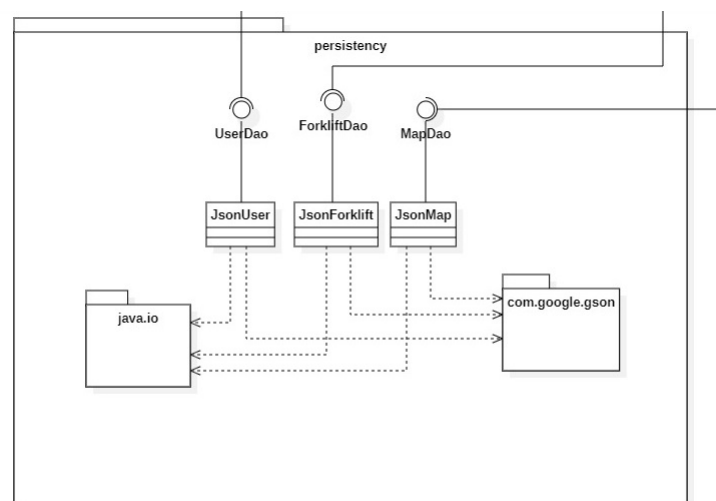 persistency
UserDao
ForkliftDao
MapDao
JsonUser
JsonForklift
JsonMap
java.io
com.google.gson